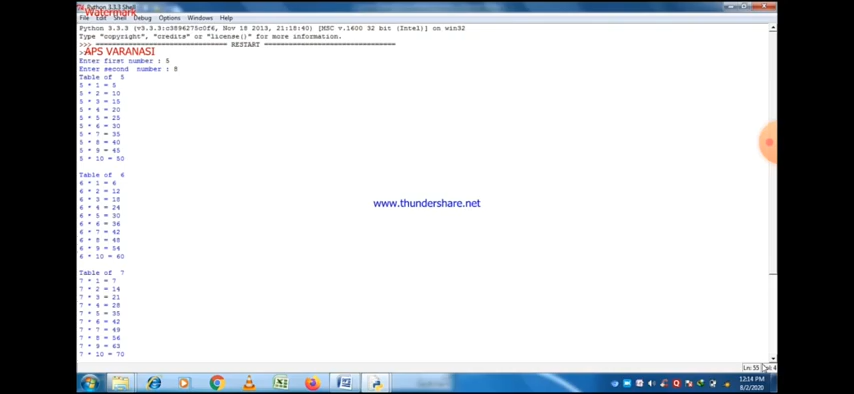 Python 3.3.3 Shell
Watermark
File Edit Shell Debug Options Windows Help
Python 3.3.3 (v3.3.3:c3896275c0f6, Nov 18 2013, 21:18:40) [MSC v.1600 32 bit (Intel)] on win32
Type "copyright", "credits" or "license()" for more information.
>>> ================================ RESTART ================================
>
APS VARANASI
Enter first number : 5
Enter second number : 8
Table of 5
5 * 1 = 5
5 * 2 = 10
5 * 3 = 15
5 * 4 = 20
5 * 5 = 25
5 * 6 = 30
5 * 7 = 35
5 * 8 = 40
5 * 9 = 45
5 * 10 = 50
Table of 6
6 * 1 = 6
6 * 2 = 12
6 * 3 = 18
6 * 4 = 24
6 * 5 = 30
6 * 6 = 36
6 * 7 = 42
6 * 8 = 48
6 * 9 = 54
6 * 10 = 60
www.thundershare.net
Table of 7
7 * 1 = 7
7 * 2 = 14
7 * 3 = 21
7 * 4 = 28
7 * 5 = 35
7 * 6 = 42
7 * 7 = 49
7 * 8 = 56
7 * 9 = 63
7 * 10 = 70
Ln: 55
12:14 PM
8/2/2020